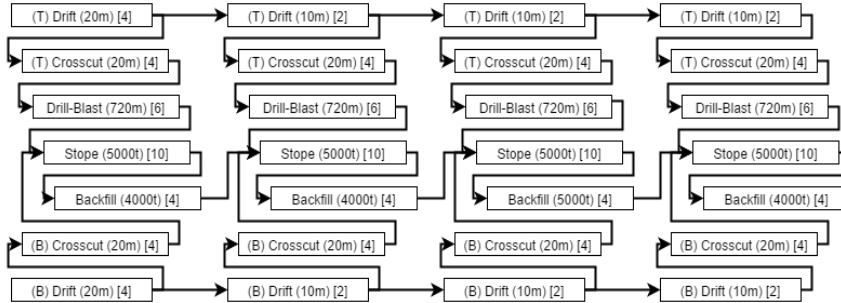 (T) Drift (20m) [4]
(T) Drift (10m) [2]
(T) Drift (10m) [2]
(T) Drift (10m) [2]
(T) Crosscut (20m) [4]
(T) Crosscut (20m) [4]
(T) Crosscut (20m) [4]
(T) Crosscut (20m) [4]
Drill-Blast (720m) [6]
Drill-Blast (720m) [6]
Drill-Blast (720m) [6]
Drill-Blast (720m) [6]
Stope (5000t) [10]
Stope (5000t) [10]
Stope (5000t) [10]
Stope (5000t) [10]
Backfill (4000t) [4]
Backfill (4000t) [4]
Backfill (5000t) [4]
Backfill (4000t) [4]
(B) Crosscut (20m) [4]
(B) Crosscut (20m) [4]
(B) Crosscut (20m) [4]
(B) Crosscut (20m) [4]
(B) Drift (20m) [4]
(B) Drift (10m) [2]
(B) Drift (10m) [2]
(B) Drift (10m) [2]